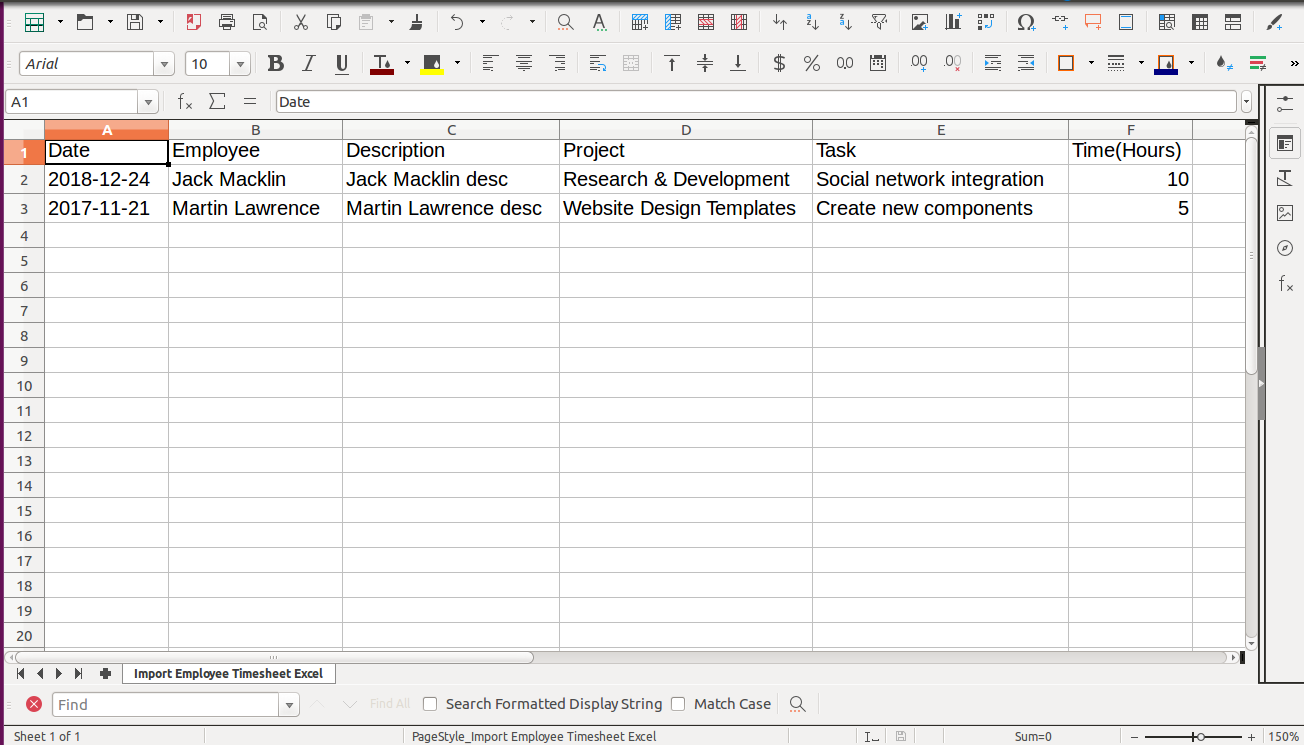 Arial 10
A1 Date
A B C D E F
1 Date Employee Description Project Task Time(Hours)
2 2018-12-24 Jack Macklin Jack Macklin desc Research & Development Social network integration 10
3 2017-11-21 Martin Lawrence Martin Lawrence desc Website Design Templates Create new components 5
4
5
6
7
8
9
10
11
12
13
14
15
16
17
18
19
20
Import Employee Timesheet Excel
Find Find All Search Formatted Display String Match Case
Sheet 1 of 1 PageStyle_Import Employee Timesheet Excel Sum=0 150%